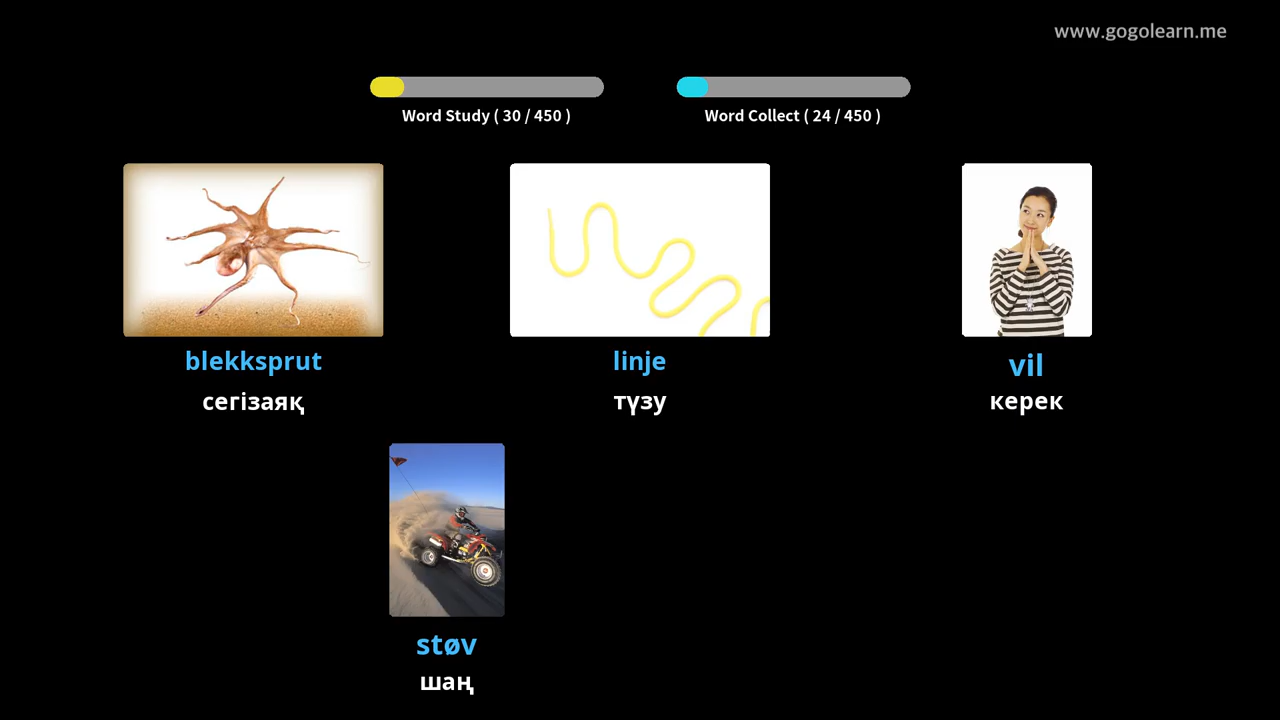 www.gogolearn.me
Word Study ( 30 / 450 )
Word Collect ( 24 / 450 )
blekksprut
linje
vil
сегізаяқ
түзу
керек
støv
шаң